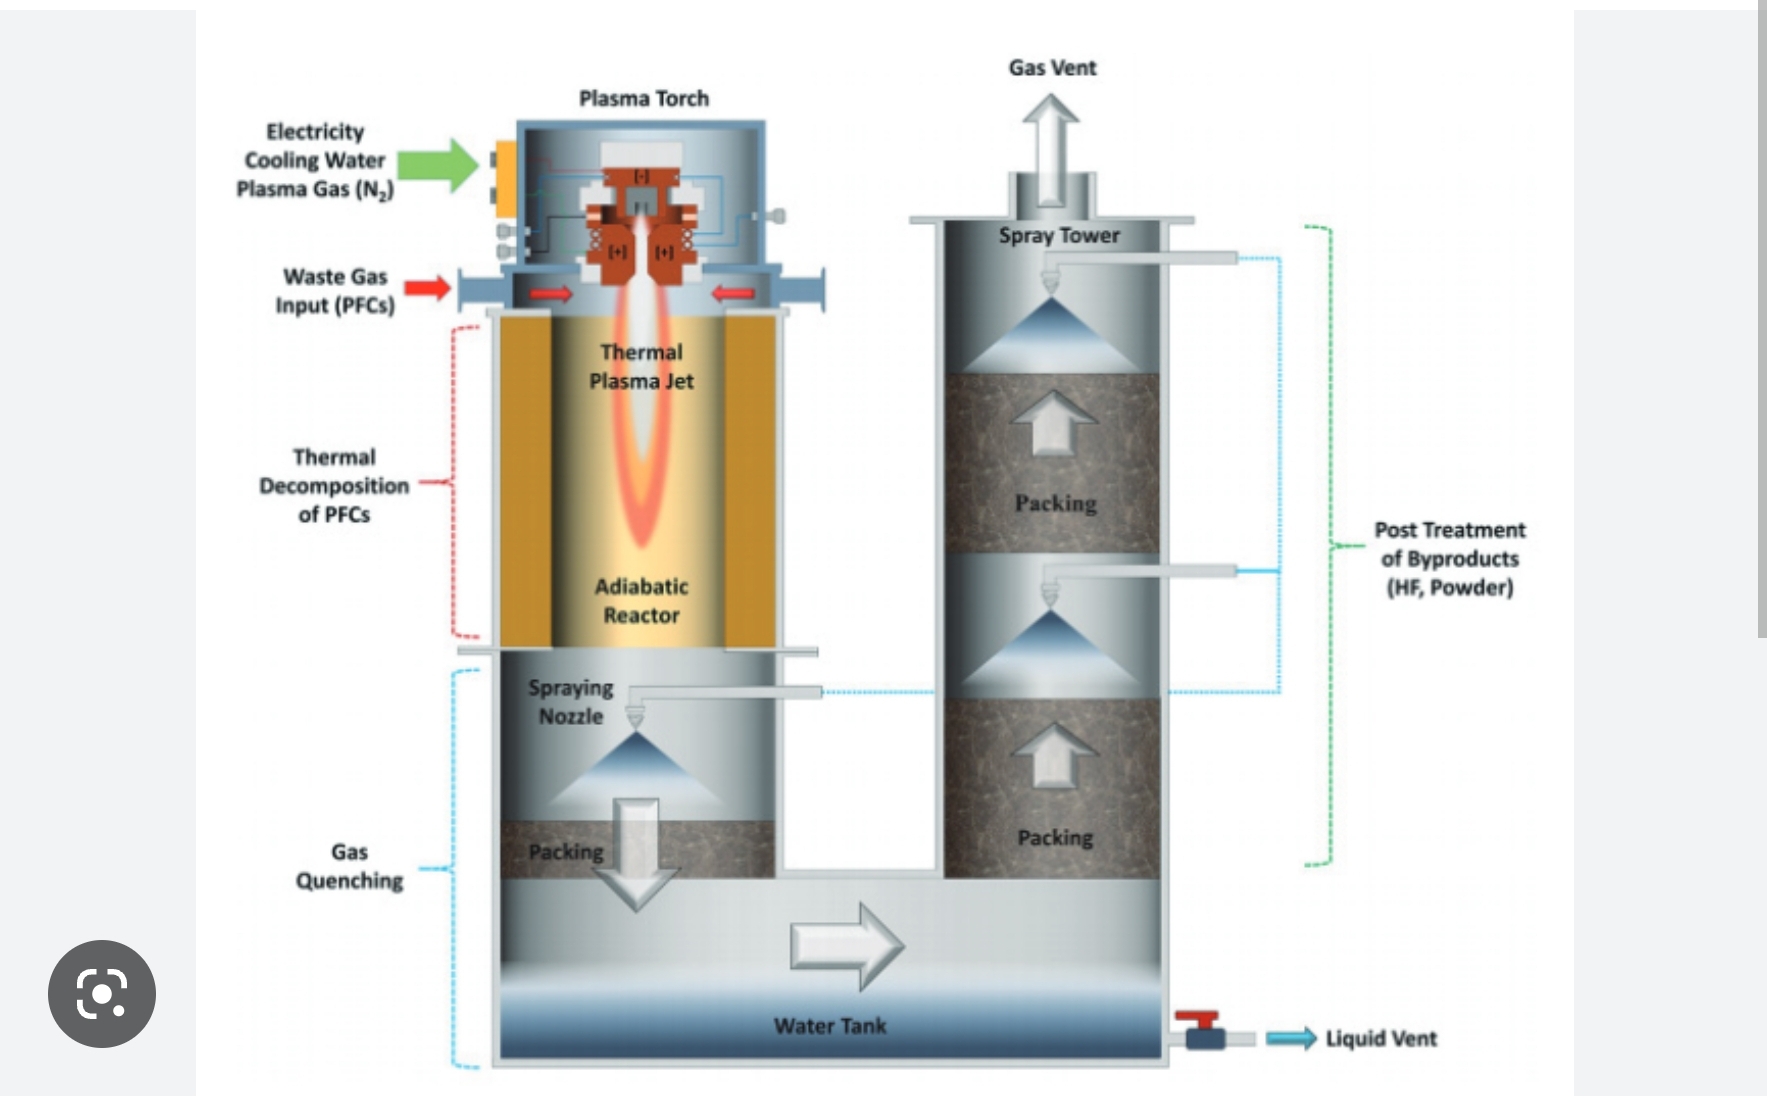 Gas Vent
Plasma Torch
Electricity
Cooling Water
Plasma Gas (N₂)
[-]
[+] [+]
Spray Tower
Waste Gas
Input (PFCs)
Thermal
Plasma Jet
Thermal
Decomposition
of PFCs
Packing
Post Treatment
of Byproducts
(HF, Powder)
Adiabatic
Reactor
Spraying
Nozzle
Packing
Packing
Gas
Quenching
Water Tank
Liquid Vent